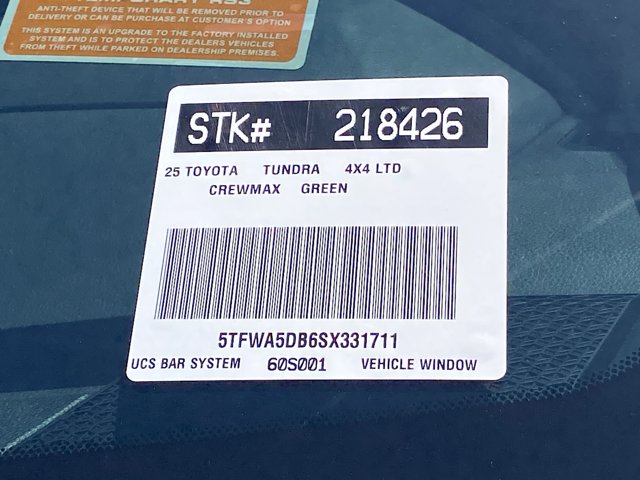 ANTI-THEFT DEVICE THAT WILL BE REMOVED PRIOR TO
DELIVERY OR CAN BE PURCHASED AT CUSTOMER'S OPTION
THIS SYSTEM IS AN UPGRADE TO THE FACTORY INSTALLED
SYSTEM AND IS TO PROTECT THE DEALERS VEHICLES
FROM THEFT WHILE PARKED ON DEALERSHIP PREMISES.
STK# 218426
25 TOYOTA TUNDRA 4X4 LTD
CREWMAX GREEN
5TFWA5DB6SX331711
UCS BAR SYSTEM 60S001 VEHICLE WINDOW